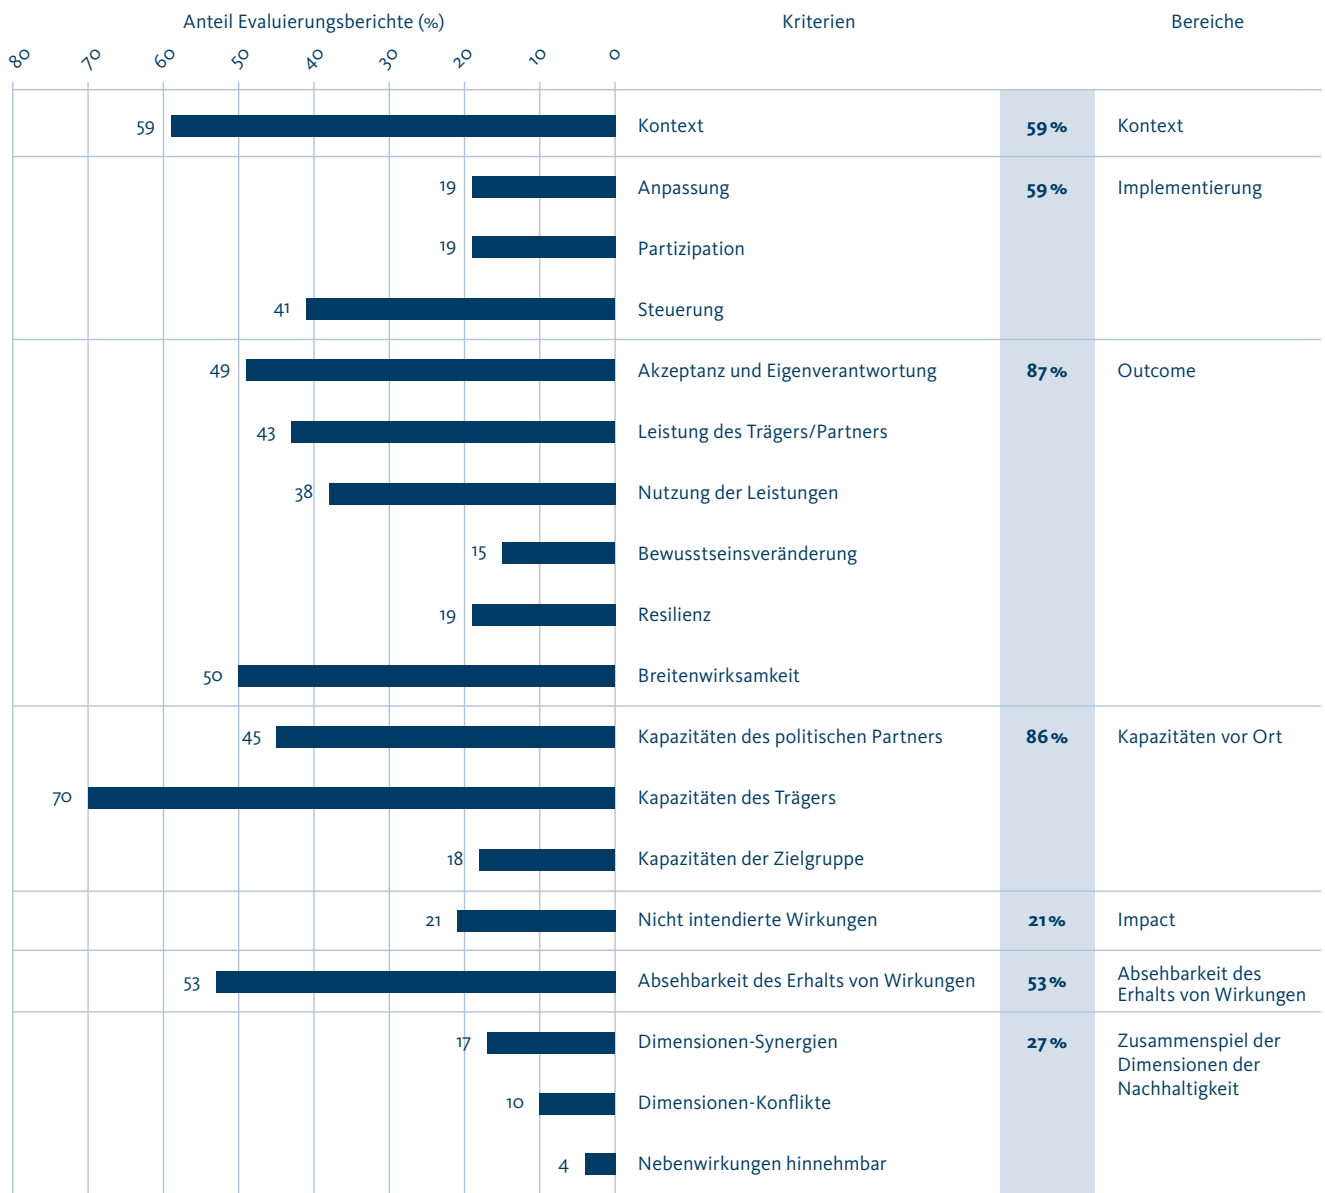 Anteil Evaluierungsberichte (%) Kriterien Bereiche
80 70 60 50 40 30 20 10 0
59 Kontext 59 % Kontext
19 Anpassung 59 % Implementierung
19 Partizipation
41 Steuerung
49 Akzeptanz und Eigenverantwortung 87 % Outcome
43 Leistung des Trägers/Partners
38 Nutzung der Leistungen
15 Bewusstseinsveränderung
19 Resilienz
50 Breitenwirksamkeit
45 Kapazitäten des politischen Partners 86 % Kapazitäten vor Ort
70 Kapazitäten des Trägers
18 Kapazitäten der Zielgruppe
21 Nicht intendierte Wirkungen 21 % Impact
53 Absehbarkeit des Erhalts von Wirkungen 53 % Absehbarkeit des
Erhalts von Wirkungen
17 Dimensionen-Synergien 27 % Zusammenspiel der
Dimensionen der
Nachhaltigkeit
10 Dimensionen-Konflikte
4 Nebenwirkungen hinnehmbar